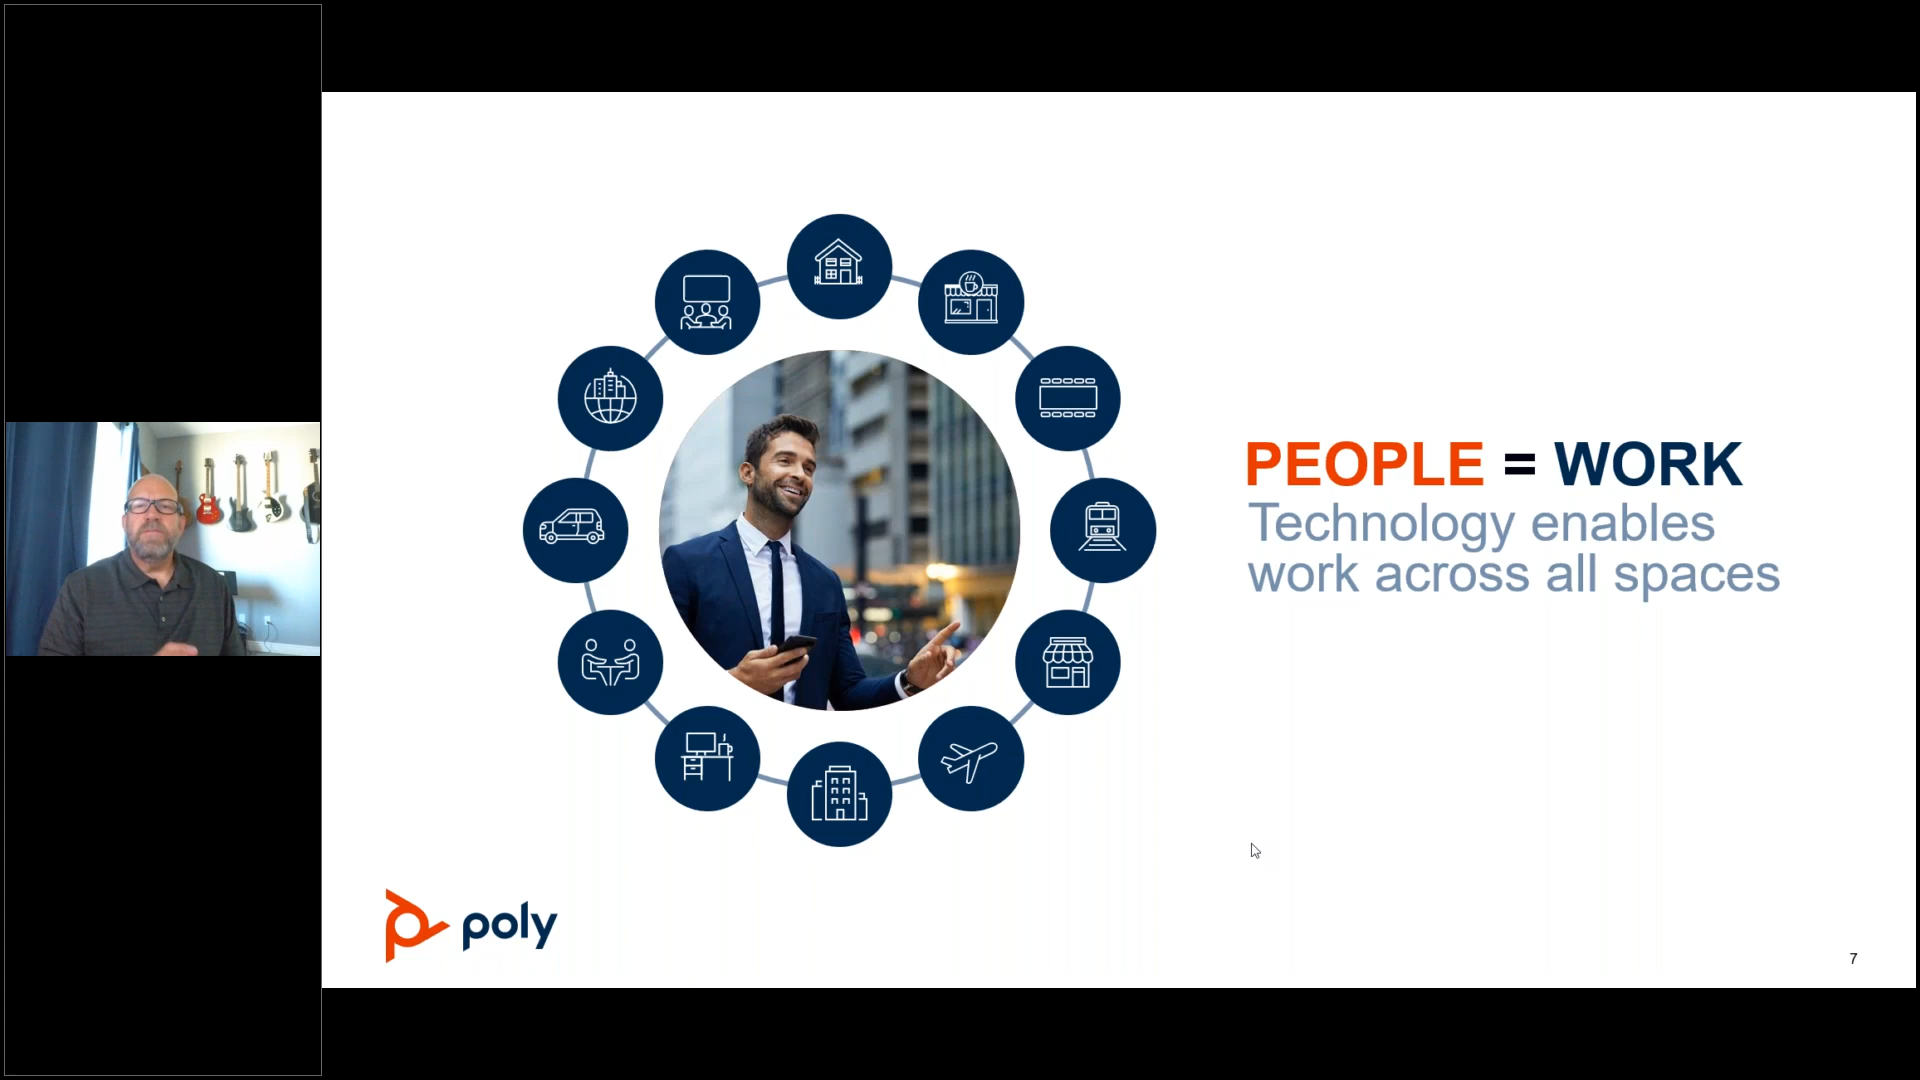 PEOPLE = WORK
Technology enables
work across all spaces
poly
7